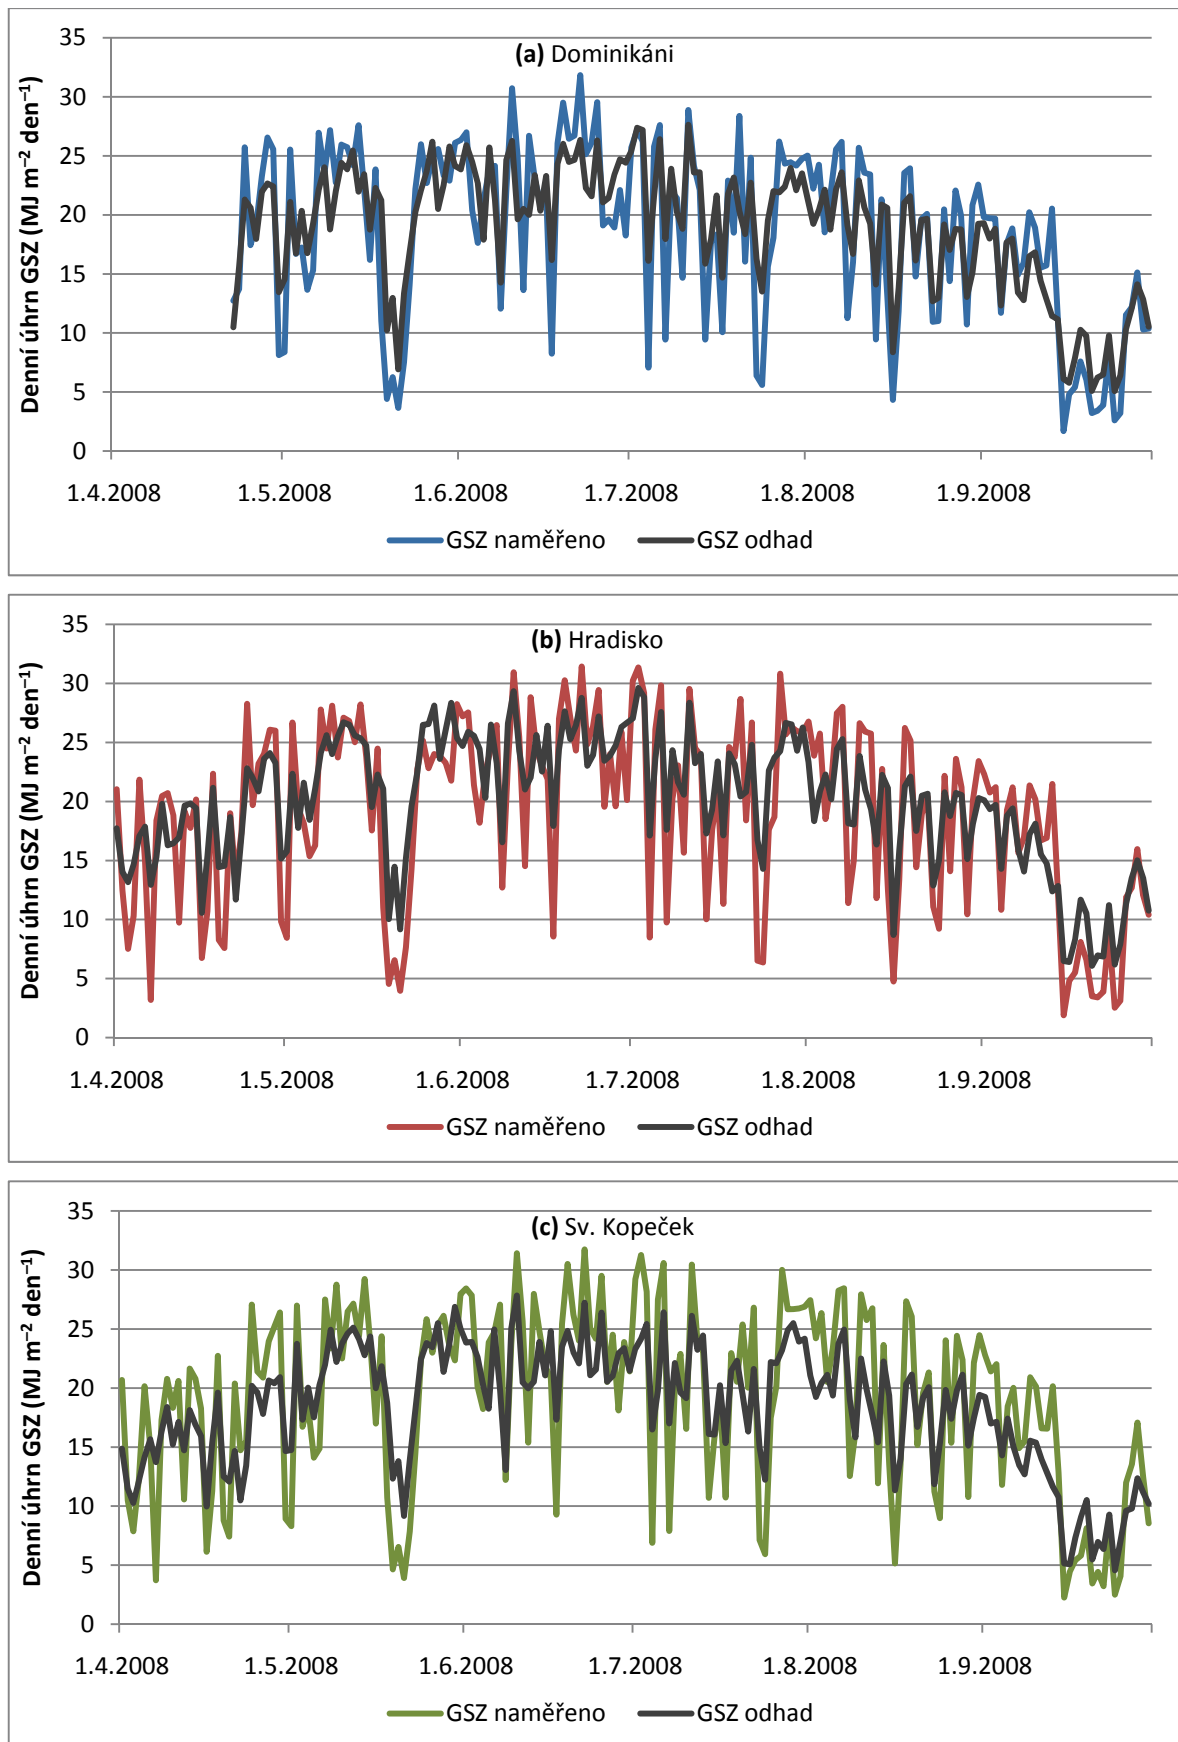 (a) Dominikáni
Denní úhrn GSZ (MJ m⁻² den⁻¹)
35
30
25
20
15
10
5
0
1.4.2008 1.5.2008 1.6.2008 1.7.2008 1.8.2008 1.9.2008
GSZ naměřeno GSZ odhad
(b) Hradisko
Denní úhrn GSZ (MJ m⁻² den⁻¹)
35
30
25
20
15
10
5
0
1.4.2008 1.5.2008 1.6.2008 1.7.2008 1.8.2008 1.9.2008
GSZ naměřeno GSZ odhad
(c) Sv. Kopeček
Denní úhrn GSZ (MJ m⁻² den⁻¹)
35
30
25
20
15
10
5
0
1.4.2008 1.5.2008 1.6.2008 1.7.2008 1.8.2008 1.9.2008
GSZ naměřeno GSZ odhad